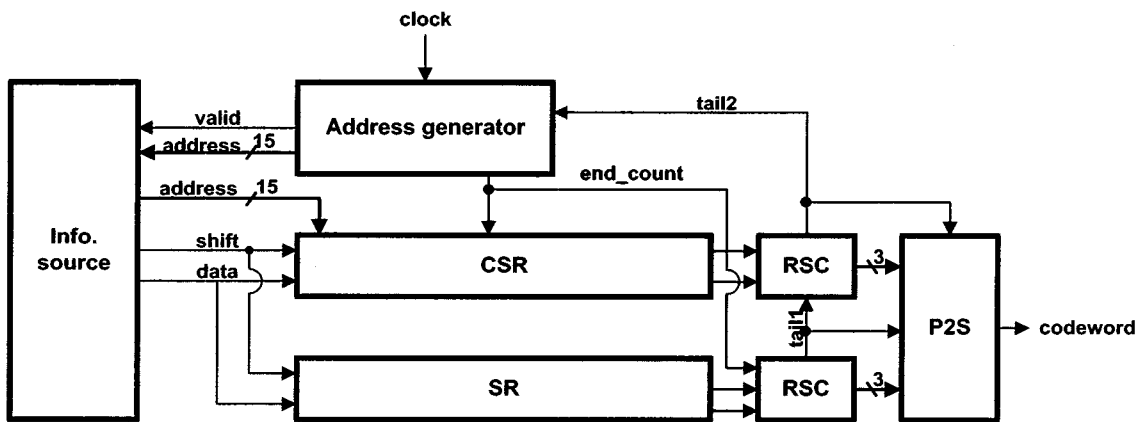 clock
tail2
valid
Address generator
address 15
end_count
address 15
Info.
source
shift
CSR
RSC
3
data
tail1
P2S
codeword
SR
RSC
3